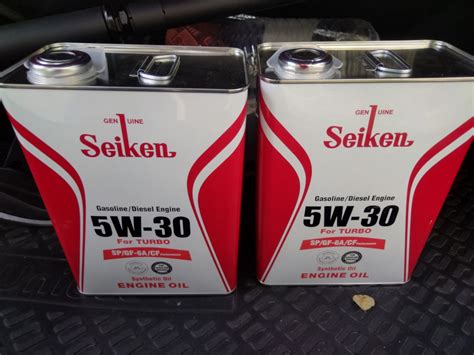 GENUINE
Seiken
Gasoline/Diesel Engine
5W-30
For TURBO
SP/GF-6A/CF
Synthetic Oil
ENGINE OIL
GENUINE
Seiken
Gasoline/Diesel Engine
5W-30
For TURBO
SP/GF-6A/CF
Synthetic Oil
ENGINE OIL